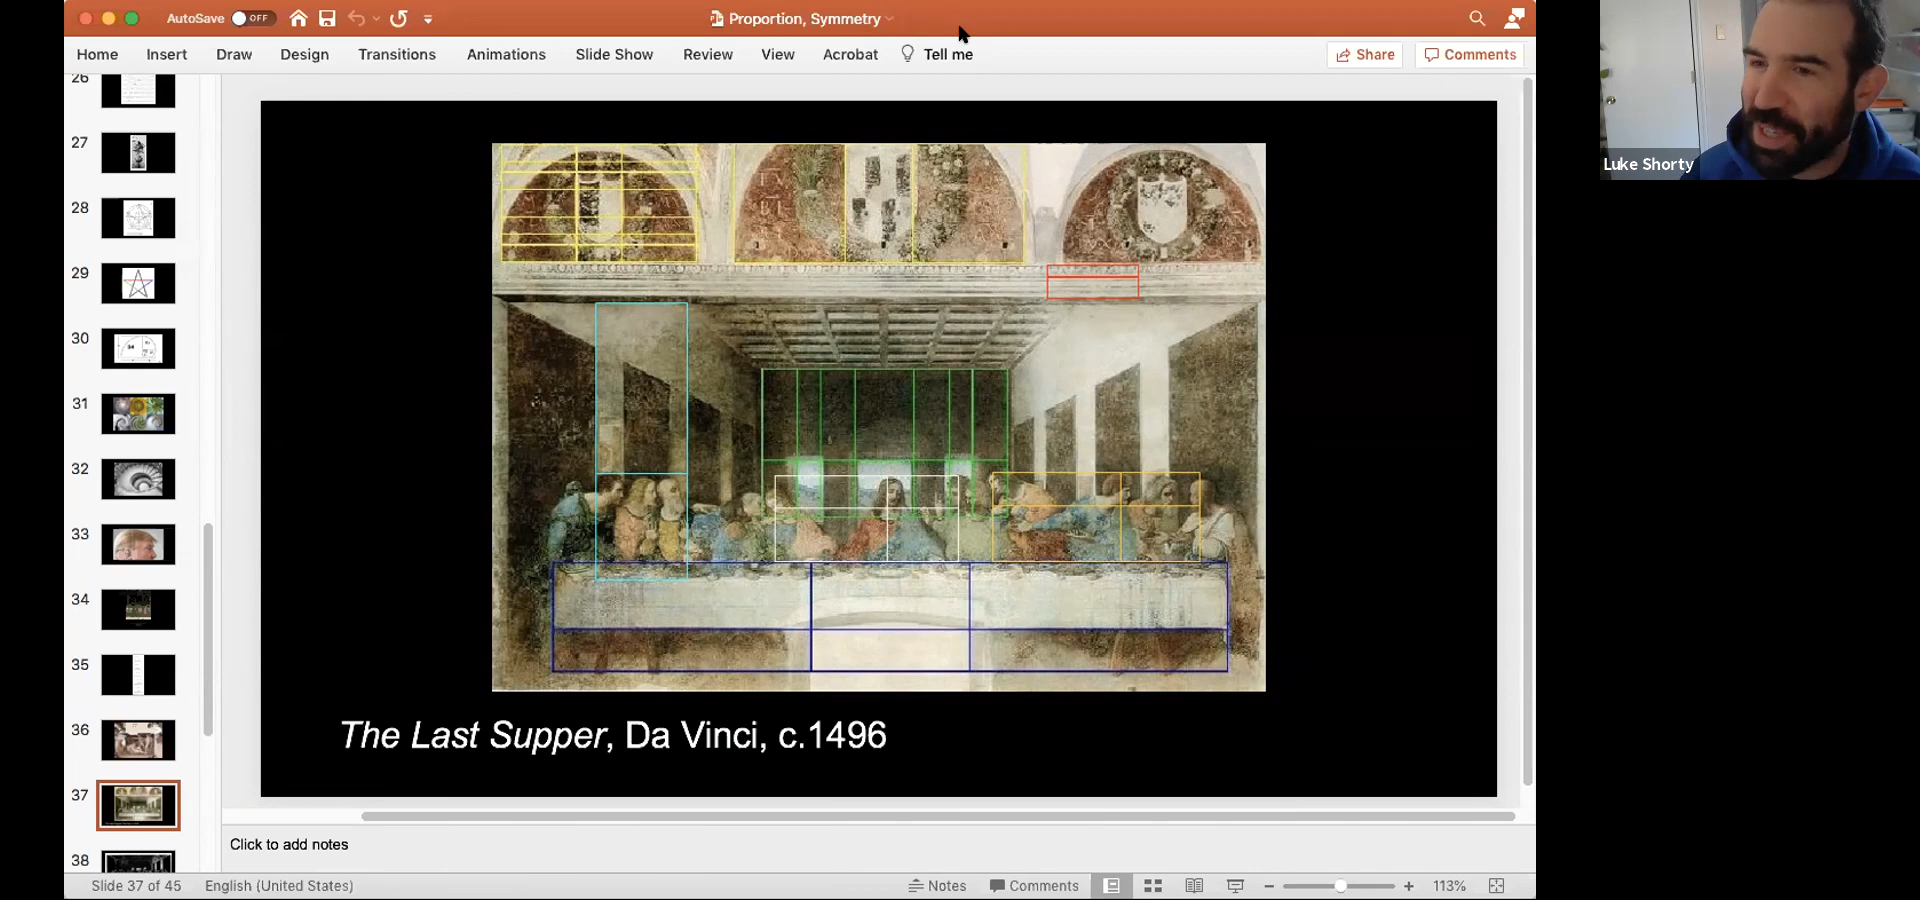 AutoSave OFF
Proportion, Symmetry
Home Insert Draw Design Transitions Animations Slide Show Review View Acrobat Tell me
Share Comments
26
27
28
29
30
31
32
33
34
35
36
37
38
The Last Supper, Da Vinci, c.1496
Click to add notes
Slide 37 of 45 English (United States) Notes Comments 113%
Luke Shorty